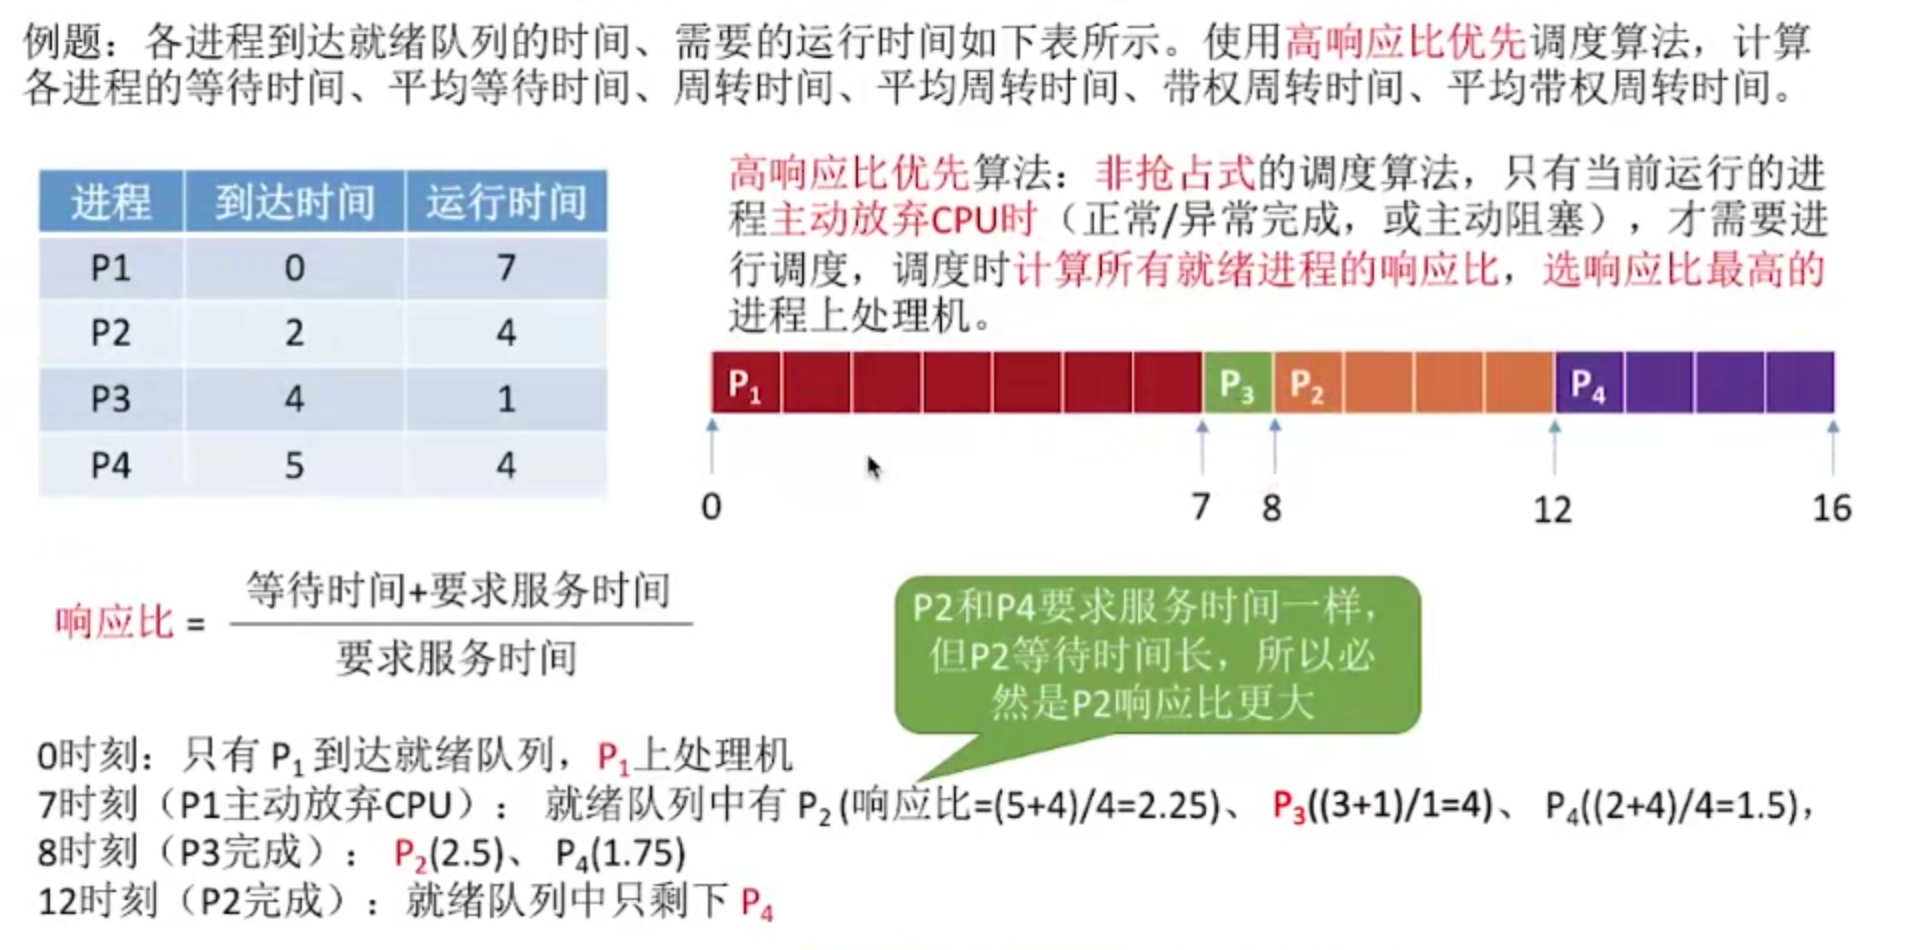 例题：各进程到达就绪队列的时间、需要的运行时间如下表所示。使用高响应比优先调度算法，计算
各进程的等待时间、平均等待时间、周转时间、平均周转时间、带权周转时间、平均带权周转时间。
进程 到达时间 运行时间
P1 0 7
P2 2 4
P3 4 1
P4 5 4
高响应比优先算法：非抢占式的调度算法，只有当前运行的进
程主动放弃CPU时（正常/异常完成，或主动阻塞），才需要进
行调度，调度时计算所有就绪进程的响应比，选响应比最高的
进程上处理机。
P₁ P₃ P₂ P₄
0 7 8 12 16
等待时间+要求服务时间
响应比 =
要求服务时间
P2和P4要求服务时间一样，
但P2等待时间长，所以必
然是P2响应比更大
0时刻：只有 P₁ 到达就绪队列，P₁上处理机
7时刻（P1主动放弃CPU）： 就绪队列中有 P₂ (响应比=(5+4)/4=2.25)、 P₃((3+1)/1=4)、 P₄((2+4)/4=1.5)，
8时刻（P3完成）： P₂(2.5)、 P₄(1.75)
12时刻（P2完成）：就绪队列中只剩下 P₄